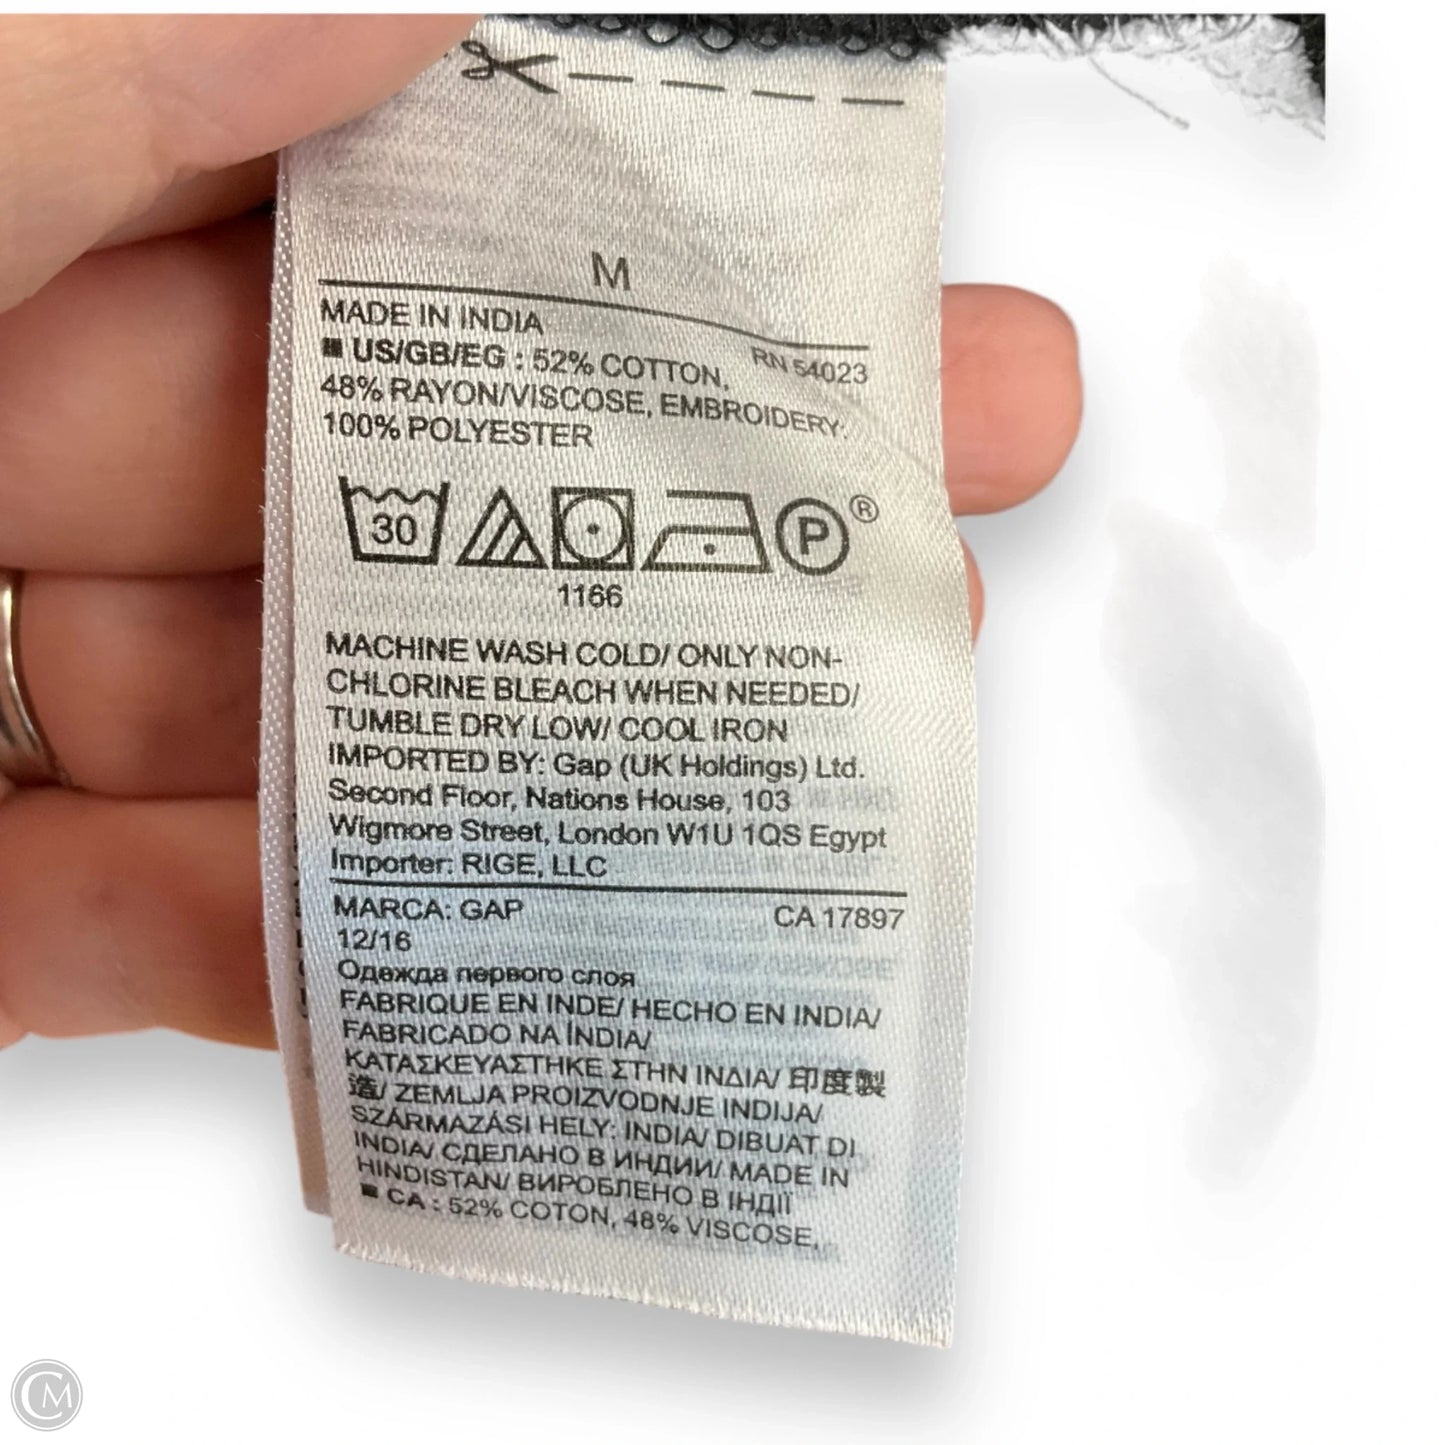 M
MADE IN INDIA
RN 54023
US/GB/EG : 52% COTTON,
48% RAYON/VISCOSE, EMBROIDERY:
100% POLYESTER
30
P®
1166
MACHINE WASH COLD/ ONLY NON-
CHLORINE BLEACH WHEN NEEDED/
TUMBLE DRY LOW/ COOL IRON
IMPORTED BY: Gap (UK Holdings) Ltd.
Second Floor, Nations House, 103
Wigmore Street, London W1U 1QS Egypt
Importer: RIGE, LLC
MARCA: GAP
CA 17897
12/16
Одежда первого слоя
FABRIQUE EN INDE/ HECHO EN INDIA/
FABRICADO NA ÍNDIA/
ΚΑΤΑΣΚΕΥΑΣΤΗΚΕ ΣΤΗΝ ΙΝΔΙΑ/ 印度製
造/ ZEMLJA PROIZVODNJE INDIJA/
SZÁRMAZÁSI HELY: INDIA/ DIBUAT DI
INDIA/ СДЕЛАНО В ИНДИИ/ MADE IN
HINDISTAN/ ВИРОБЛЕНО В ІНДІЇ
CA : 52% COTON, 48% VISCOSE,
CM